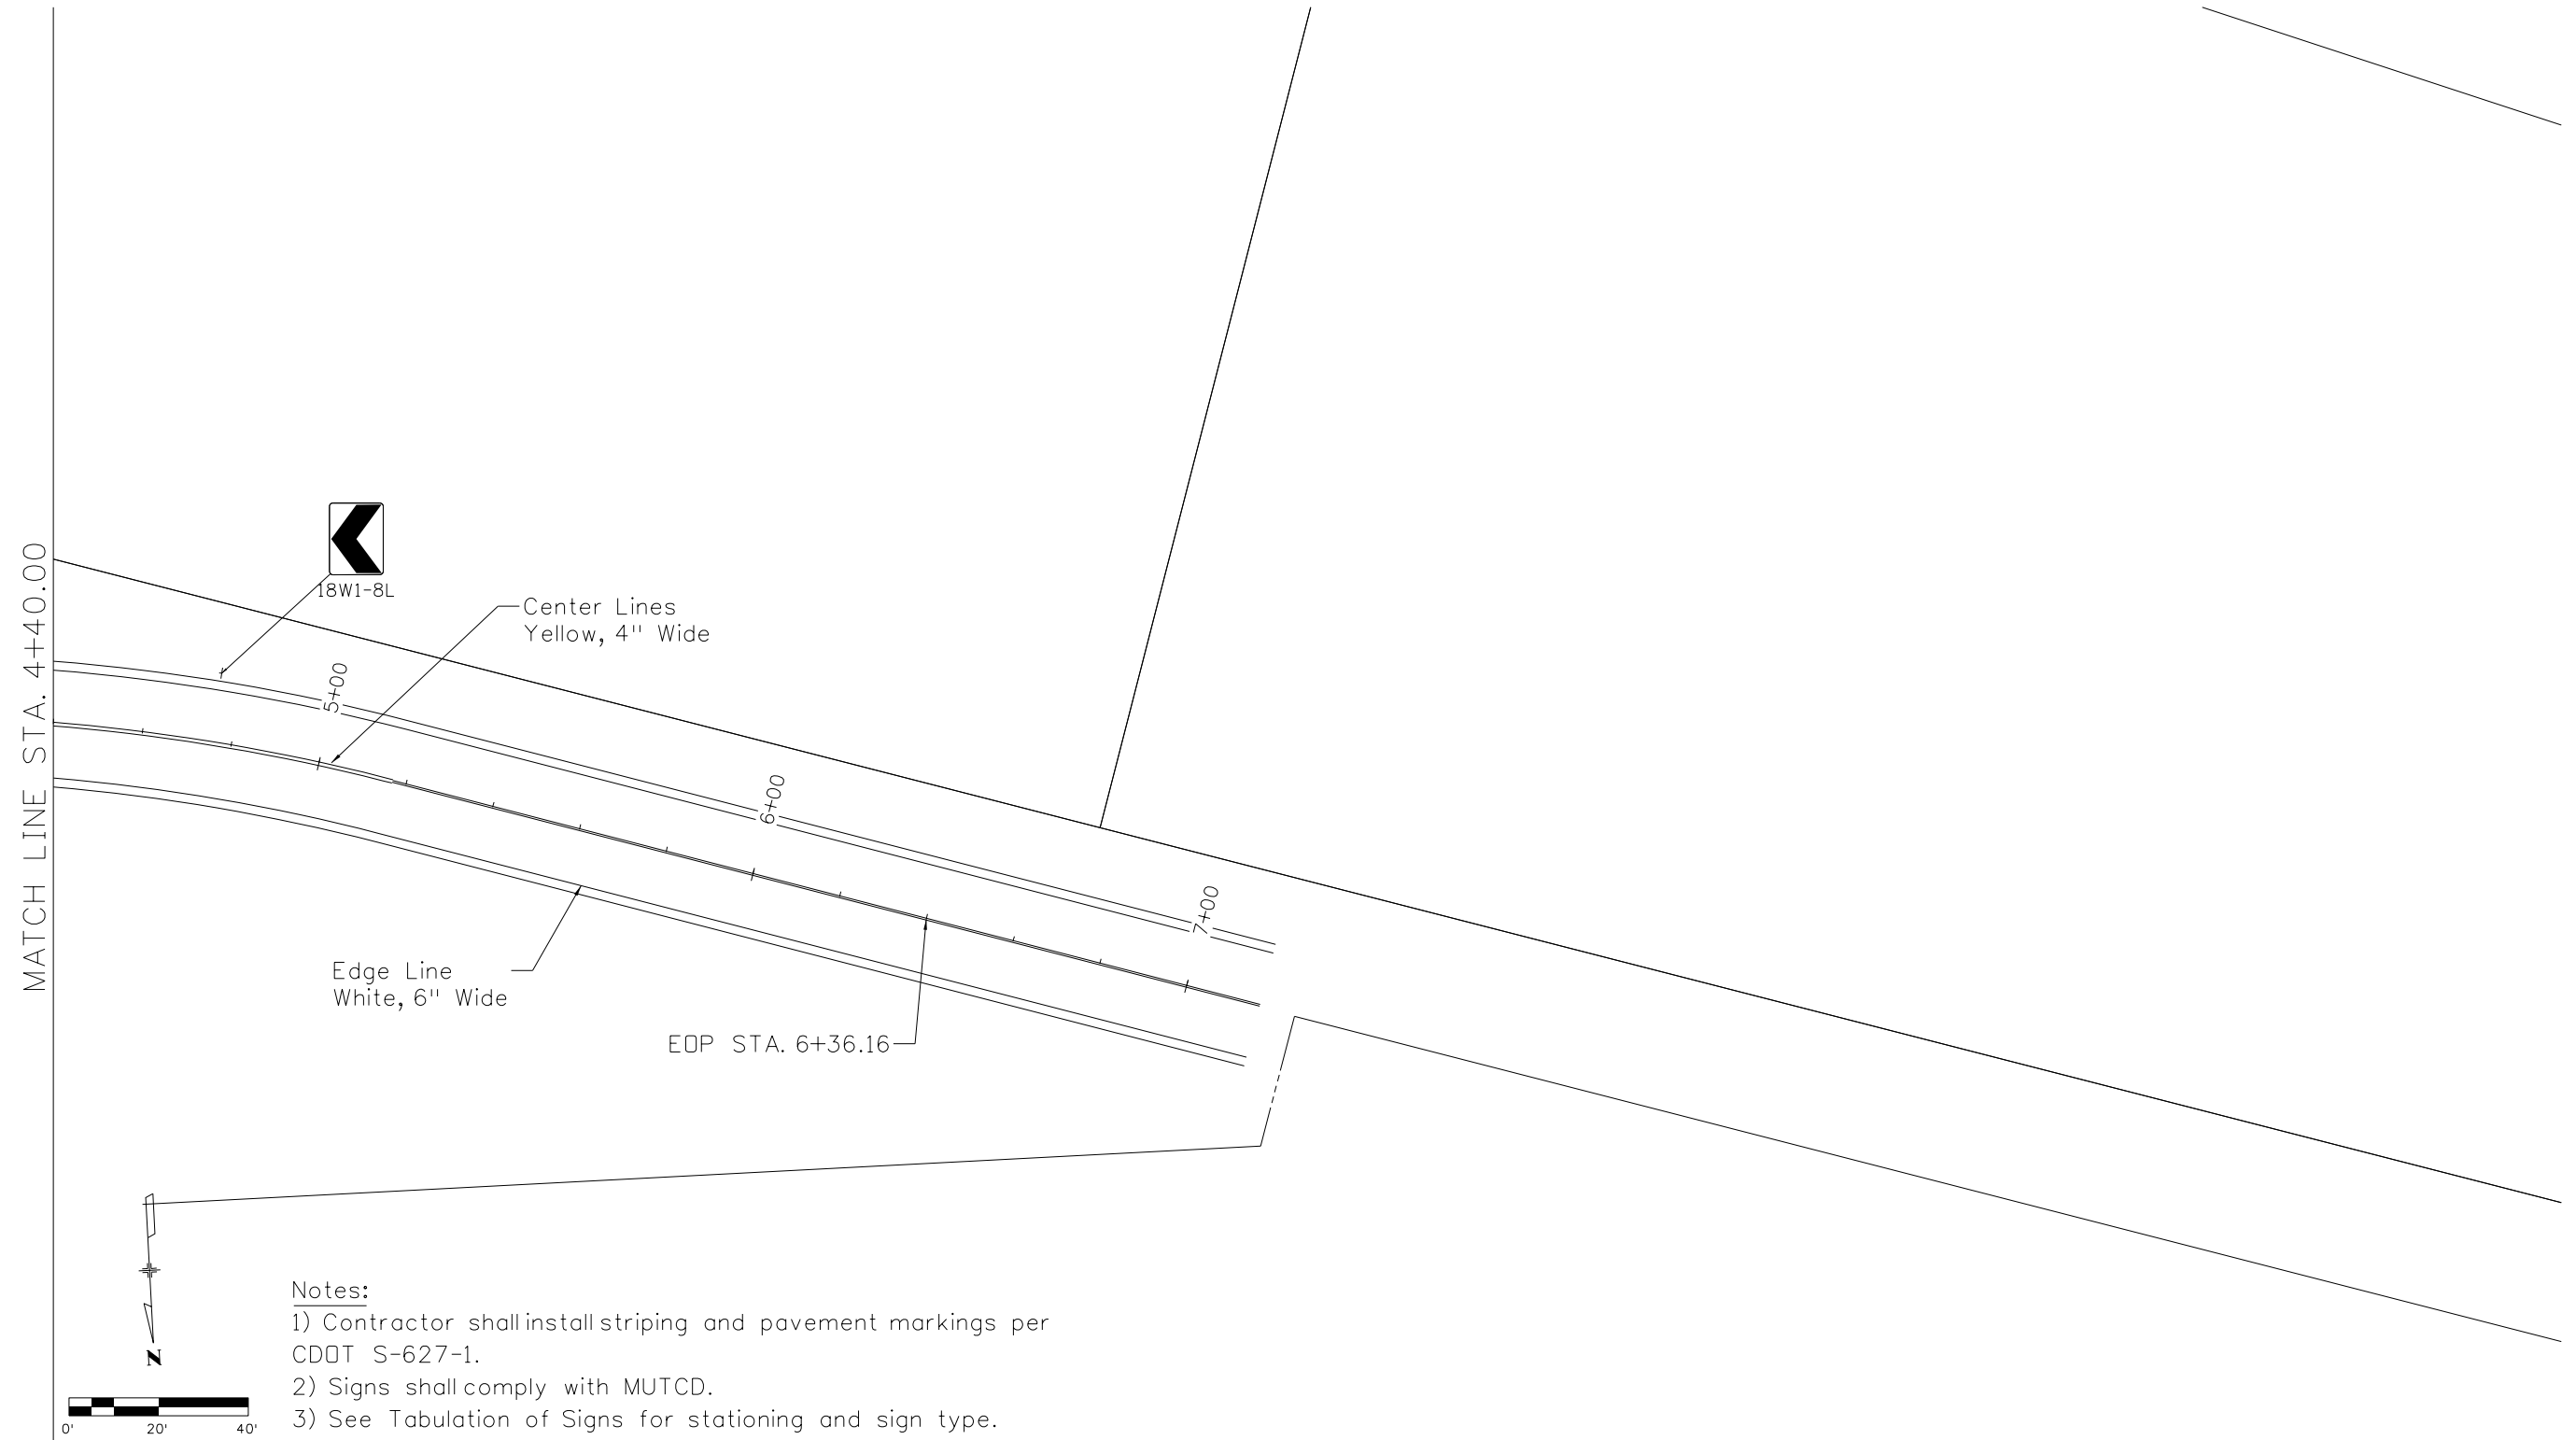 MATCH LINE STA. 4+40.00
18W1-8L
Center Lines
Yellow, 4" Wide
5+00
6+00
7+00
Edge Line
White, 6" Wide
EOP STA. 6+36.16
N
0' 20' 40'
Notes:
1) Contractor shall install striping and pavement markings per
CDOT S-627-1.
2) Signs shall comply with MUTCD.
3) See Tabulation of Signs for stationing and sign type.